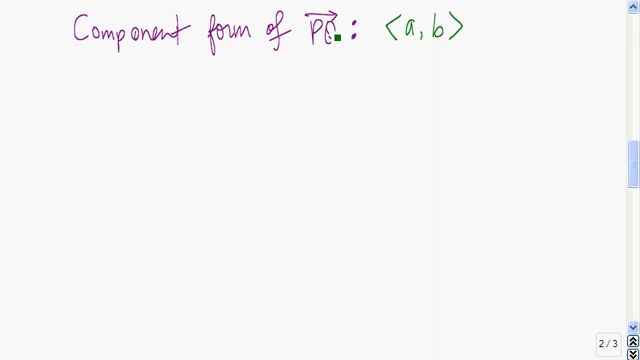 Component form of PQ: <a, b>
2 / 3